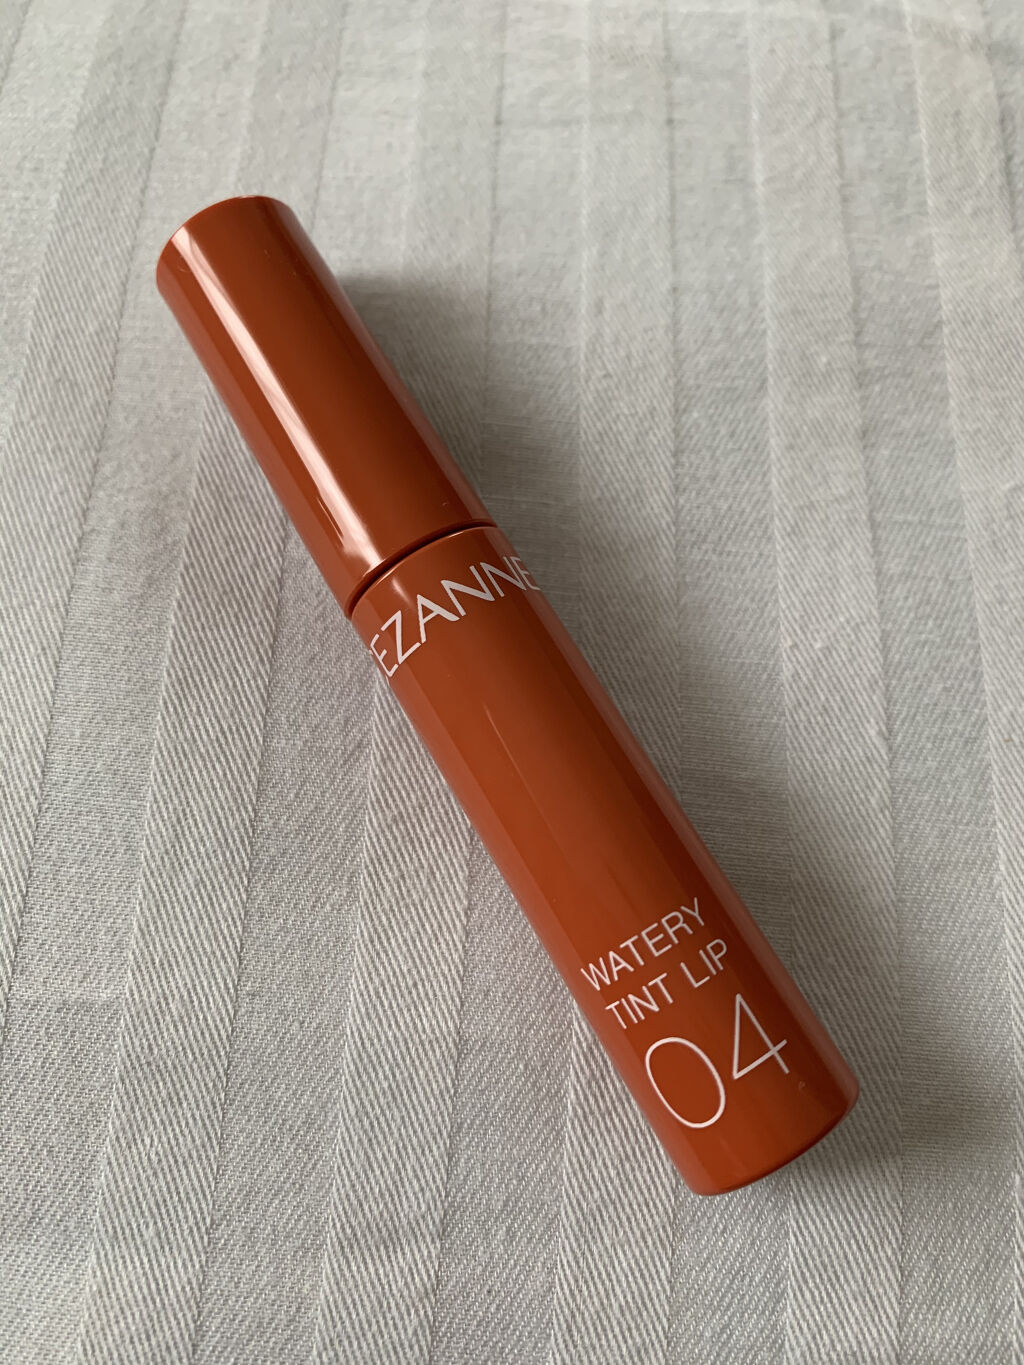 CEZANNE
WATERY
TINT LIP
04